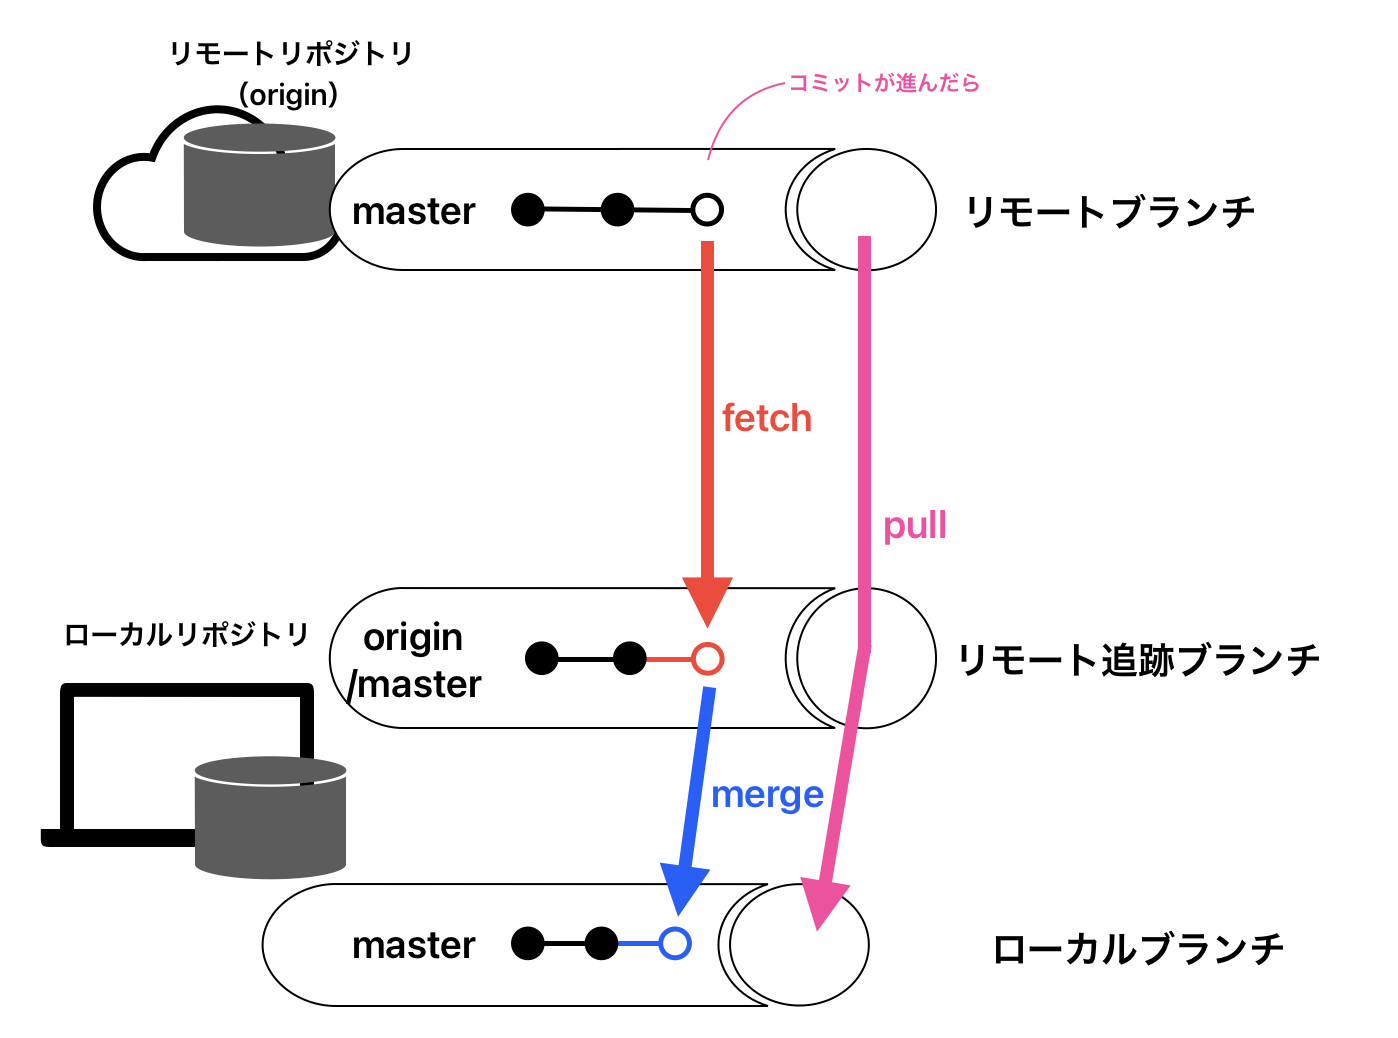 リモートリポジトリ
（origin）
コミットが進んだら
master
リモートブランチ
fetch
pull
ローカルリポジトリ
origin
/master
リモート追跡ブランチ
merge
master
ローカルブランチ